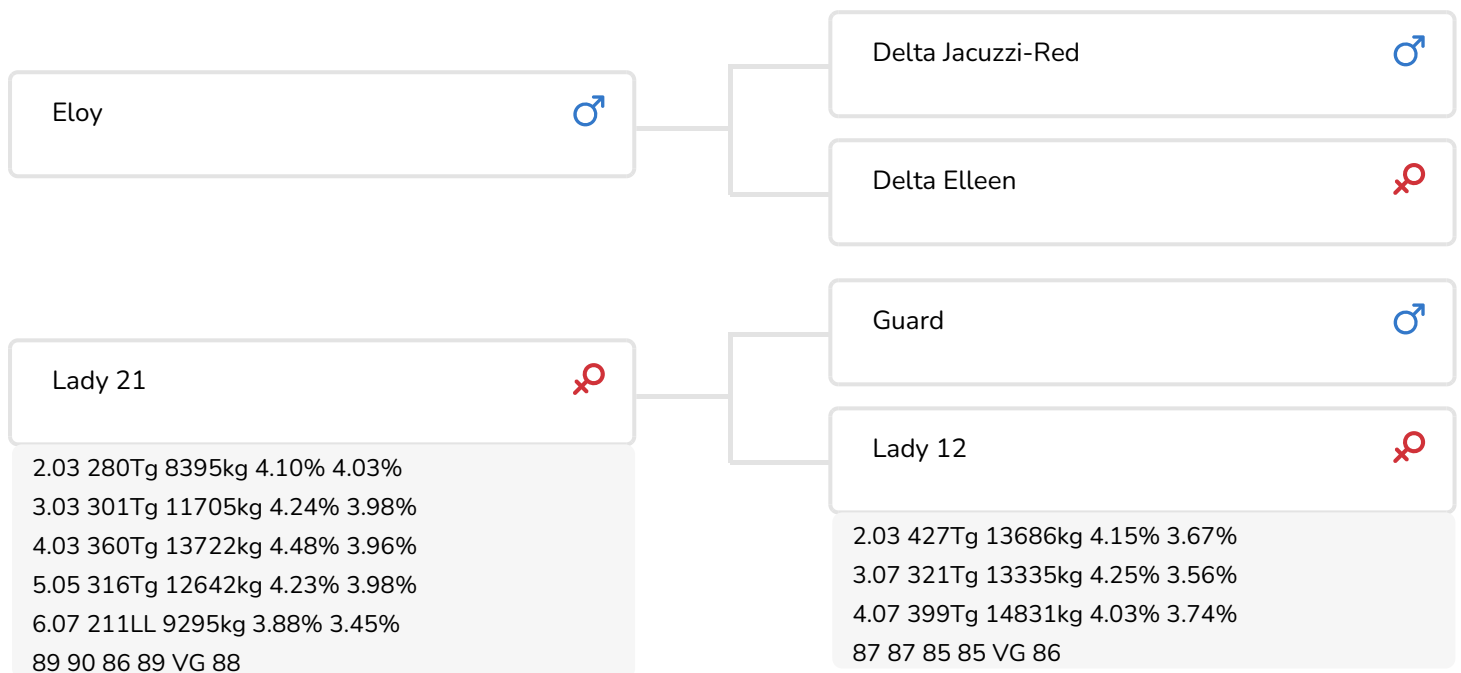 Eloy
Delta Jacuzzi-Red
Delta Elleen
Lady 21
2.03 280Tg 8395kg 4.10% 4.03%
3.03 301Tg 11705kg 4.24% 3.98%
4.03 360Tg 13722kg 4.48% 3.96%
5.05 316Tg 12642kg 4.23% 3.98%
6.07 211LL 9295kg 3.88% 3.45%
89 90 86 89 VG 88
Guard
Lady 12
2.03 427Tg 13686kg 4.15% 3.67%
3.07 321Tg 13335kg 4.25% 3.56%
4.07 399Tg 14831kg 4.03% 3.74%
87 87 85 85 VG 86